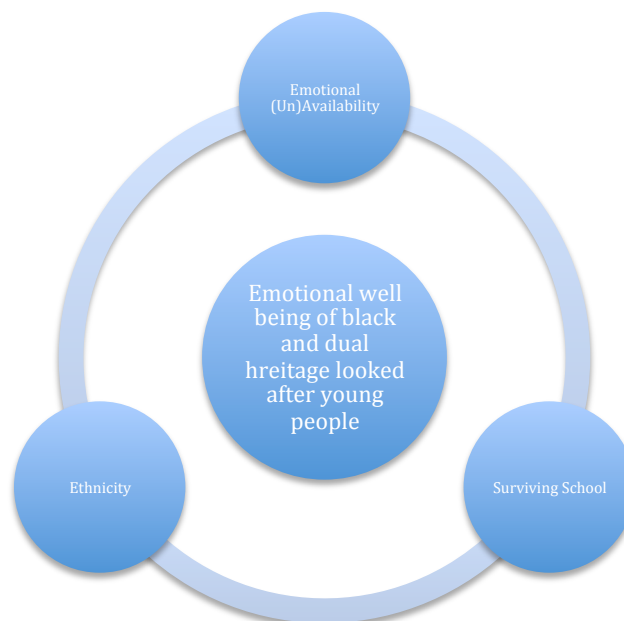 Emotional
(Un)Availability
Emotional well
being of black
and dual
hreitage looked
after young
people
Ethnicity
Surviving School